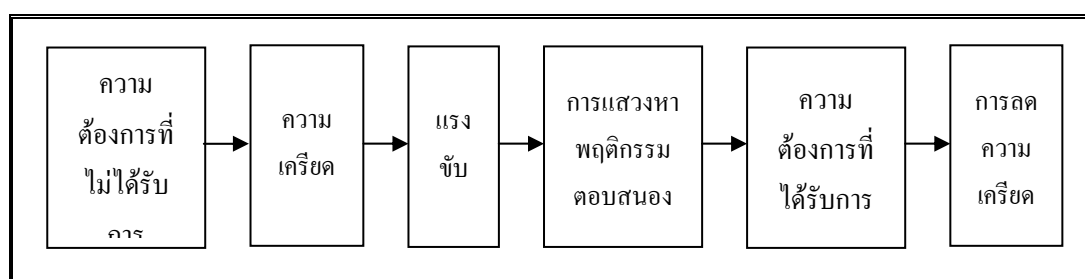 ความ
ต้องการที่
ไม่ได้รับ
การ
ความ
เครียด
แรง
ขับ
การแสวงหา
พฤติกรรม
ตอบสนอง
ความ
ต้องการที่
ได้รับการ
การลด
ความ
เครียด